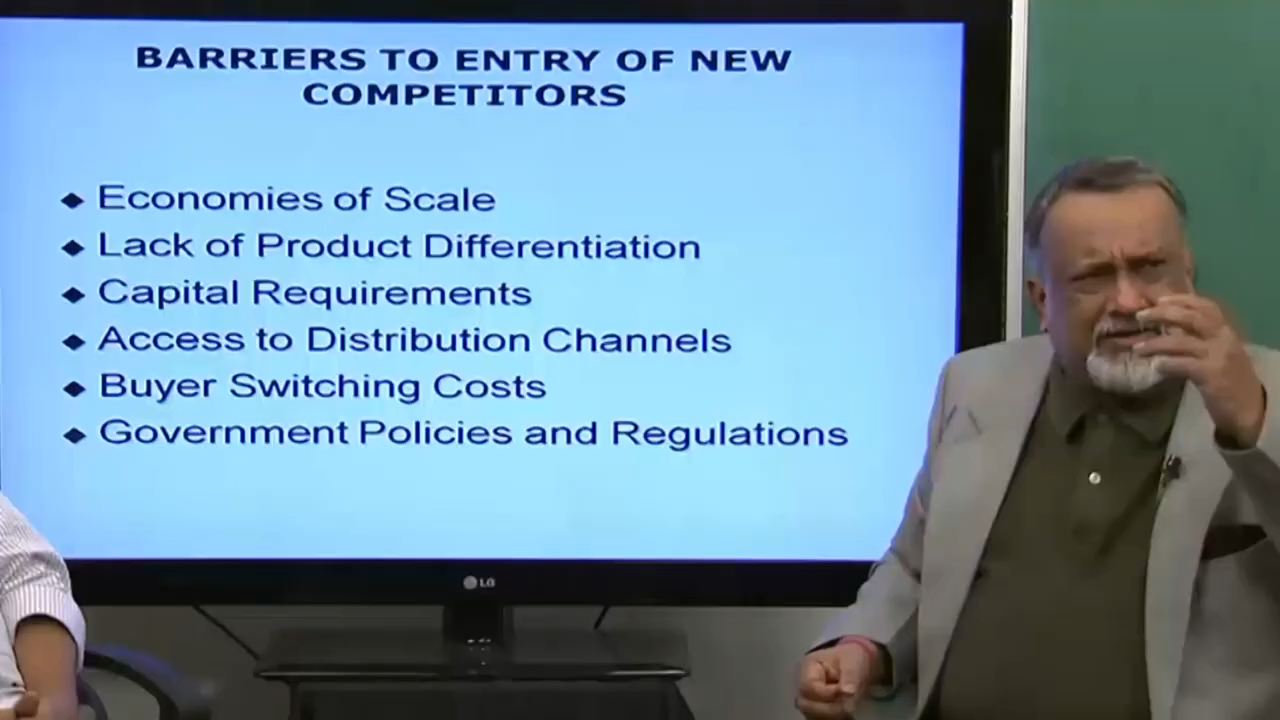 BARRIERS TO ENTRY OF NEW
COMPETITORS
Economies of Scale
Lack of Product Differentiation
Capital Requirements
Access to Distribution Channels
Buyer Switching Costs
Government Policies and Regulations
LG